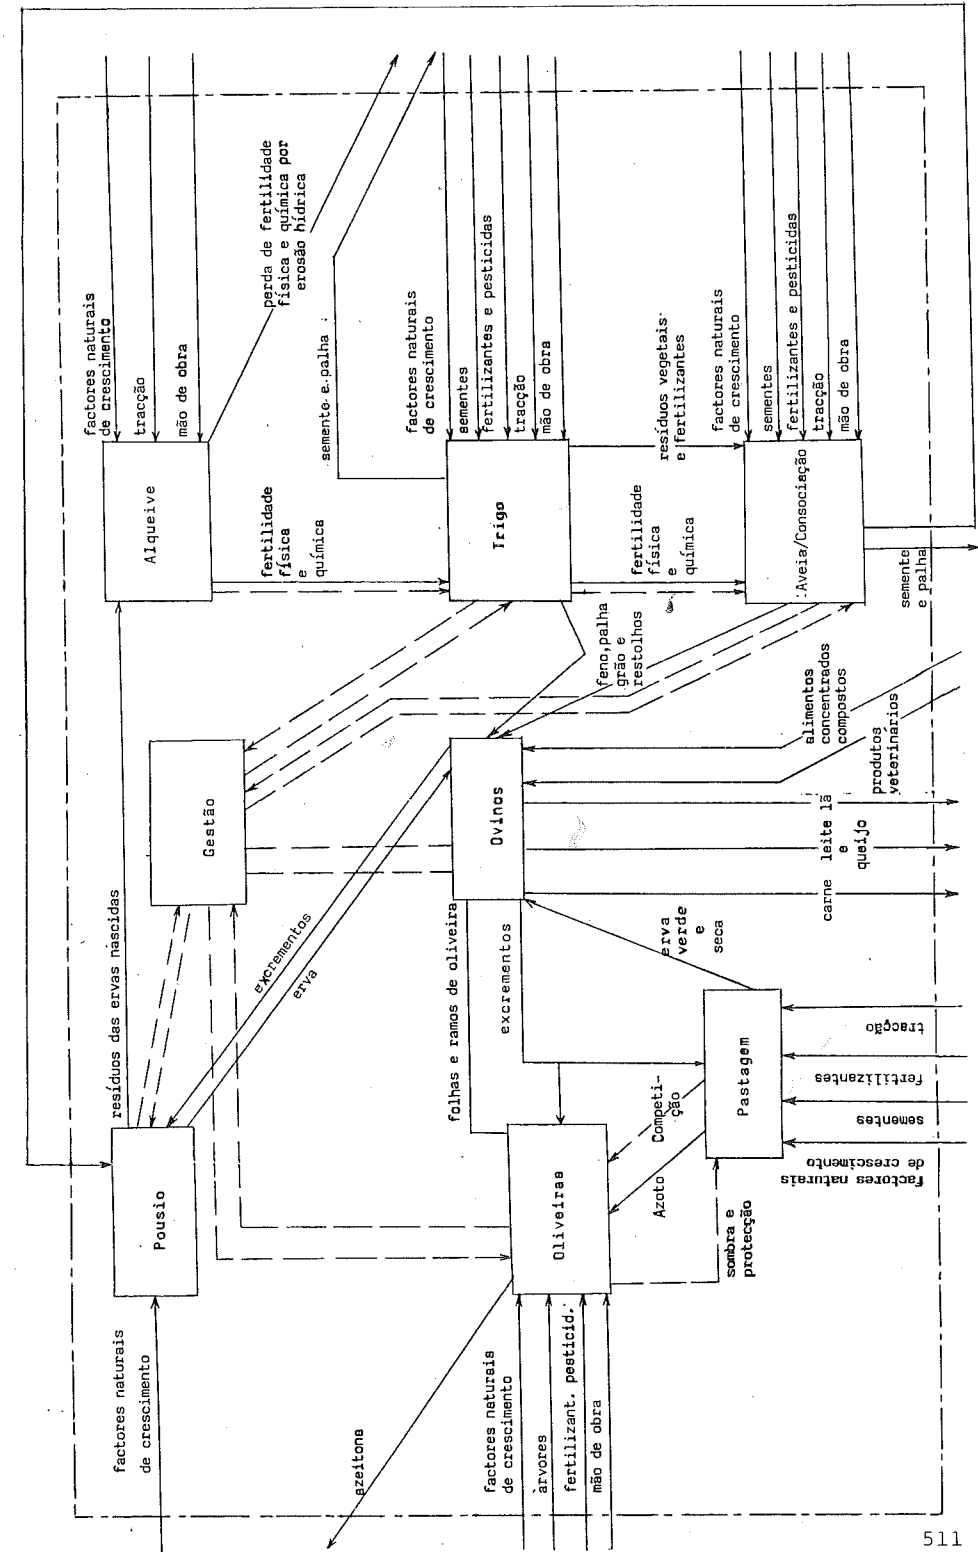 factores naturais
de crescimento
tracção
mão de obra
Alqueive
fertilidade
física
e
química
perda de fertilidade
física e química por
erosão hídrica
semente e palha
factores naturais
de crescimento
sementes
fertilizantes e pesticidas
tracção
mão de obra
Trigo
fertilidade
física
e
química
resíduos vegetais
e fertilizantes
factores naturais
de crescimento
sementes
fertilizantes e pesticidas
tracção
mão de obra
Aveia/Consociação
semente
e palha
feno,palha
grão e
restolhos
Gestão
resíduos das ervas nascidas
excrementos
erva
Ovinos
alimentos
concentrados
compostos
produtos
veterinários
carne
leite
e
queijo
lã
folhas e ramos de oliveira
excrementos
erva
verde
e
seca
Pousio
factores naturais
de crescimento
Oliveiras
Competi-
ção
Azoto
Pastagem
tracção
fertilizantes
sementes
factores naturais
de crescimento
sombra e
protecção
azeitona
factores naturais
de crescimento
árvores
fertilizant. pesticid.
mão de obra
511